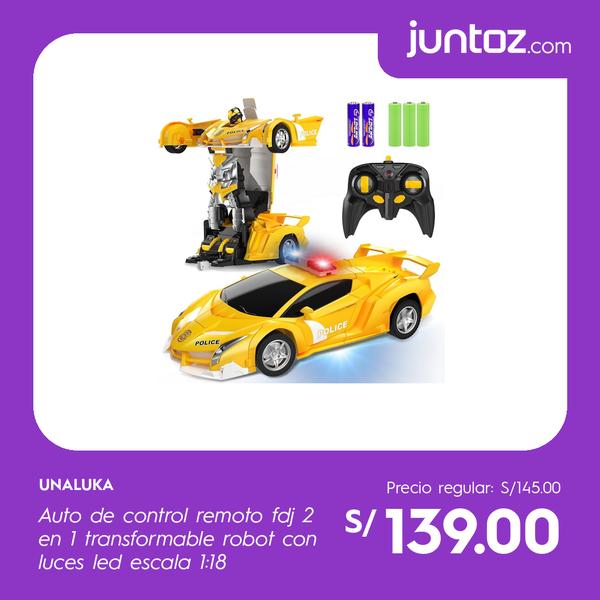 juntoz.com
POLICE
POLICE
POLICE
UNALUKA
Precio regular: S/145.00
Auto de control remoto fdj 2
en 1 transformable robot con
luces led escala 1:18
S/139.00